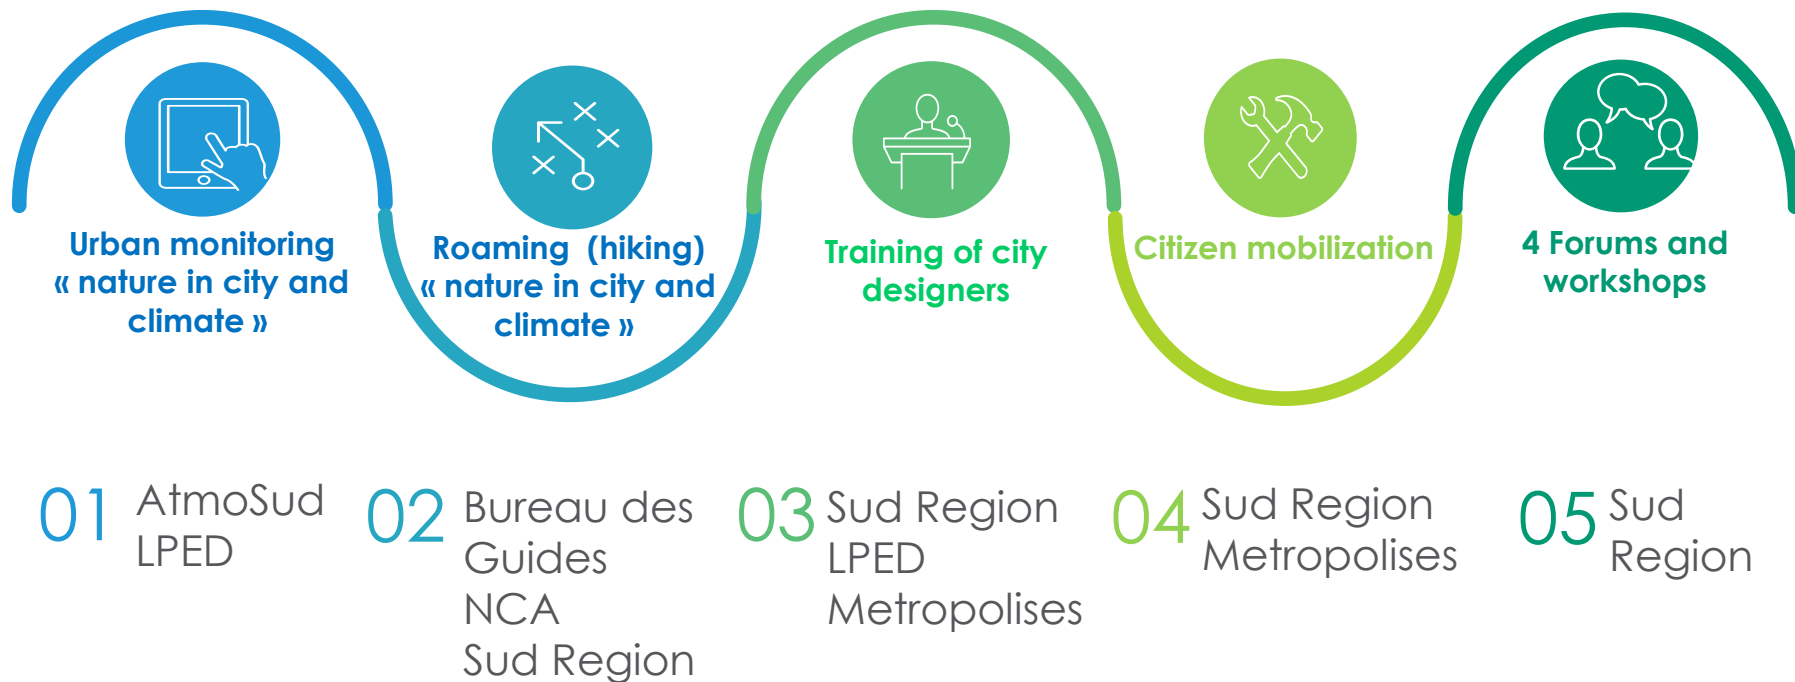 Urban monitoring
« nature in city and
climate »
Roaming (hiking)
« nature in city and
climate »
Training of city
designers
Citizen mobilization
4 Forums and
workshops
01
AtmoSud
LPED
02
Bureau des
Guides
NCA
Sud Region
03
Sud Region
LPED
Metropolises
04
Sud Region
Metropolises
05
Sud
Region